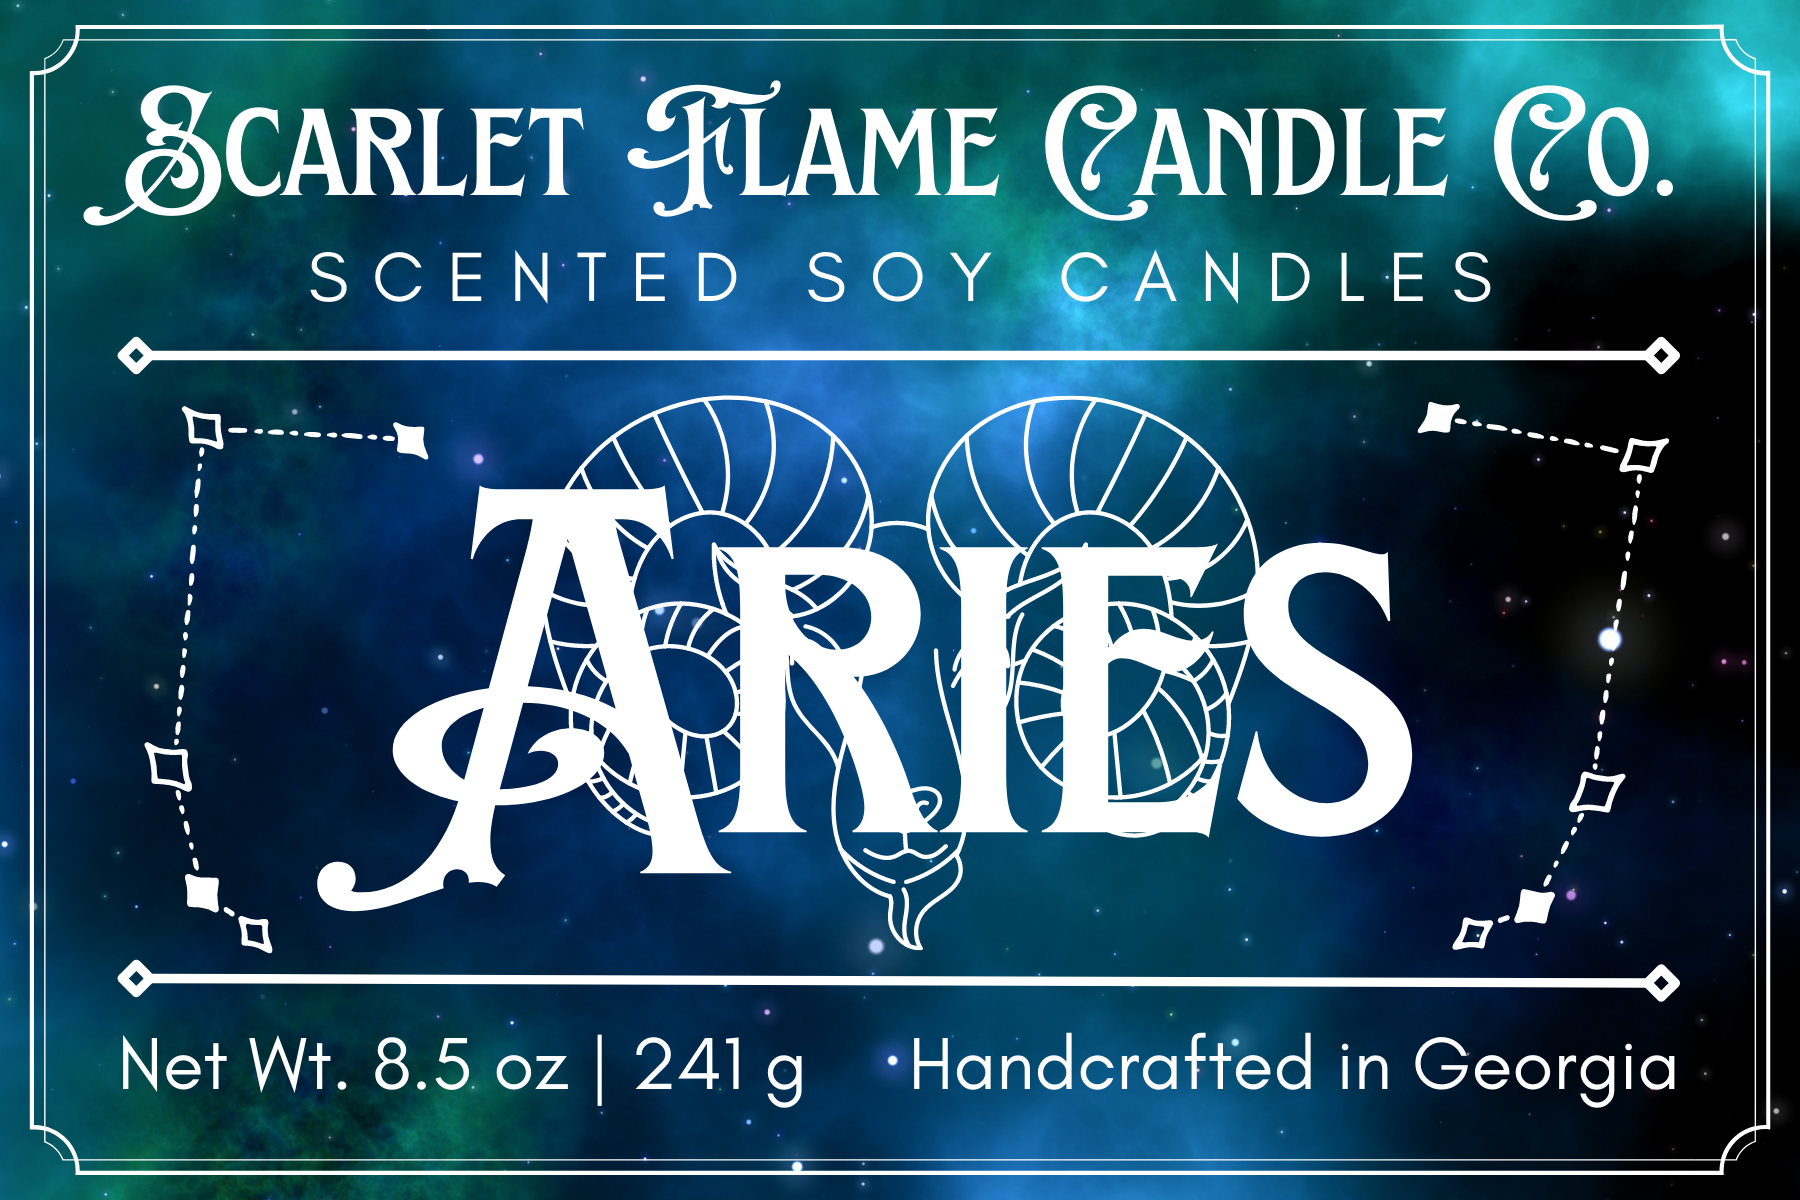 Scarlet Flame Candle Co.
SCENTED SOY CANDLES
Aries
Net Wt. 8.5 oz | 241 g Handcrafted in Georgia